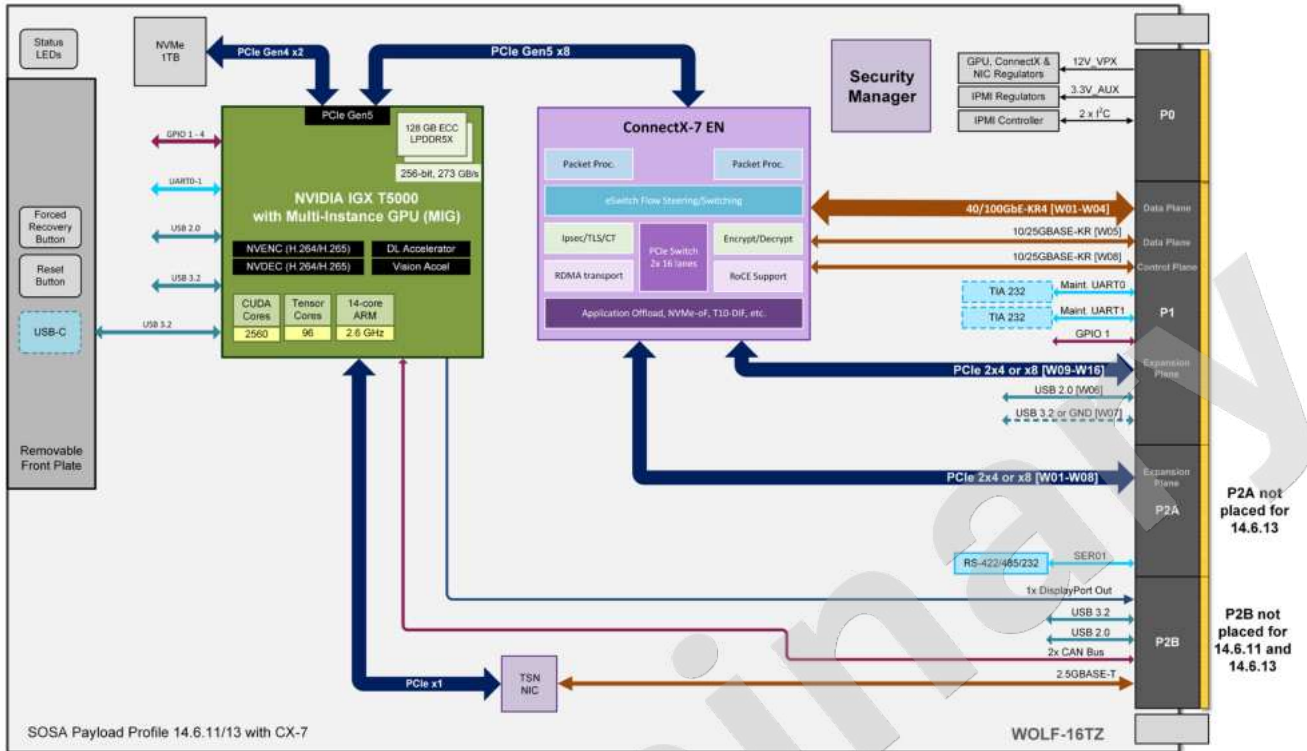 Status
LEDs
NVMe
1TB
PCIe Gen4 x2
PCIe Gen5 x8
Security
Manager
GPU, ConnectX &
NIC Regulators
12V_VPX
IPMI Regulators
3.3V_AUX
IPMI Controller
2 x I²C
P0
GPIO 1 - 4
UART0-1
USB 2.0
USB 3.2
USB 3.2
Forced
Recovery
Button
Reset
Button
USB-C
Removable
Front Plate
PCIe Gen5
128 GB ECC
LPDDR5X
256-bit, 273 GB/s
NVIDIA IGX T5000
with Multi-Instance GPU (MIG)
NVENC (H.264/H.265)
DL Accelerator
NVDEC (H.264/H.265)
Vision Accel
CUDA
Cores
2560
Tensor
Cores
96
14-core
ARM
2.6 GHz
ConnectX-7 EN
Packet Proc.
Packet Proc.
eSwitch Flow Steering/Switching
Ipsec/TLS/CT
PCIe Switch
2x 16 lanes
Encrypt/Decrypt
RDMA transport
RoCE Support
Application Offload, NVMe-oF, T10-DIF, etc.
40/100GbE-KR4 [W01-W04]
Data Plane
10/25GBASE-KR [W05]
Data Plane
10/25GBASE-KR [W08]
Control Plane
TIA 232
Maint. UART0
TIA 232
Maint. UART1
P1
GPIO 1
PCIe 2x4 or x8 [W09-W16]
Expansion
Plane
USB 2.0 [W06]
USB 3.2 or GND [W07]
PCIe 2x4 or x8 [W01-W08]
Expansion
Plane
P2A
P2A not
placed for
14.6.13
RS-422/485/232
SER01
1x DisplayPort Out
USB 3.2
USB 2.0
2x CAN Bus
2.5GBASE-T
P2B
P2B not
placed for
14.6.11 and
14.6.13
PCIe x1
TSN
NIC
SOSA Payload Profile 14.6.11/13 with CX-7
WOLF-16TZ